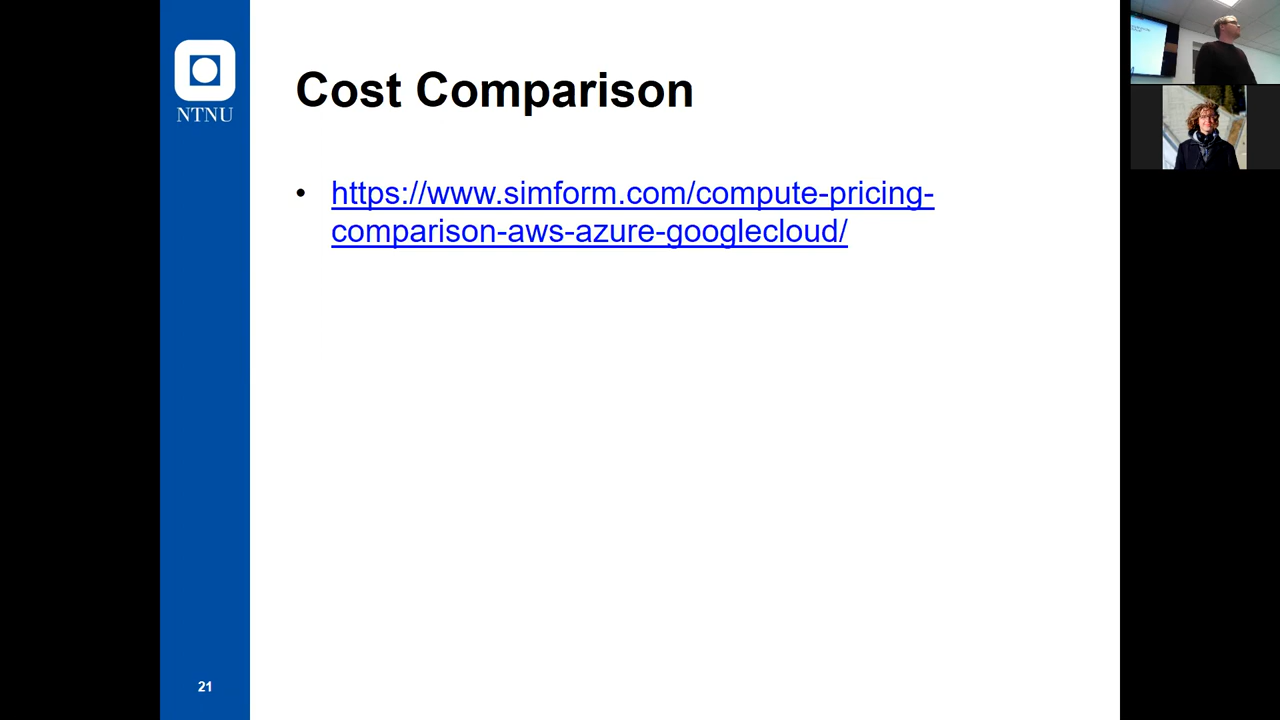 NTNU
Cost Comparison
• https://www.simform.com/compute-pricing-
comparison-aws-azure-googlecloud/
21